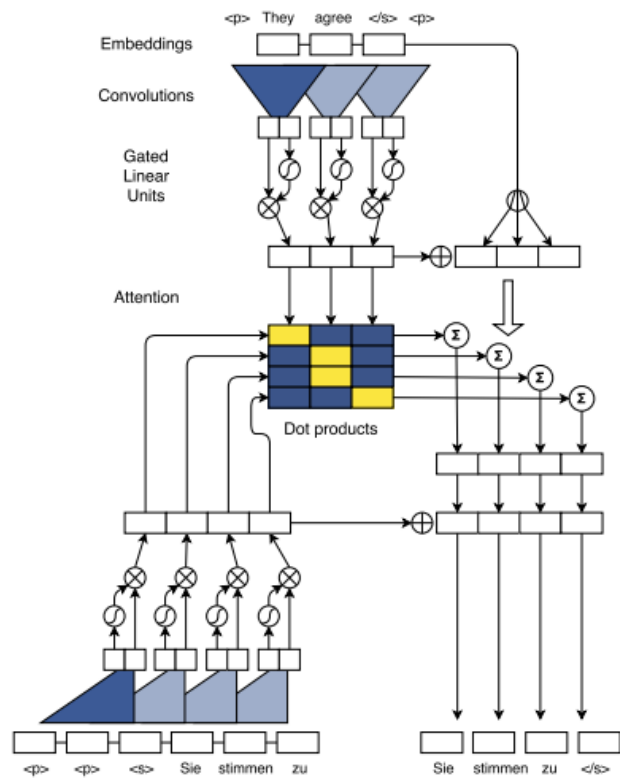 <p> They agree </s> <p>
Embeddings
Convolutions
Gated
Linear
Units
Attention
Σ
Σ
Σ
Σ
Dot products
<p> <p> <s> Sie stimmen zu
Sie stimmen zu </s>